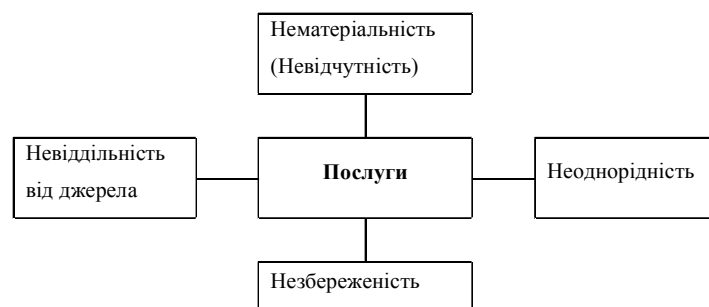 Нематеріальність
(Невідчутність)
Невіддільність
від джерела
Послуги
Неоднорідність
Незбереженість